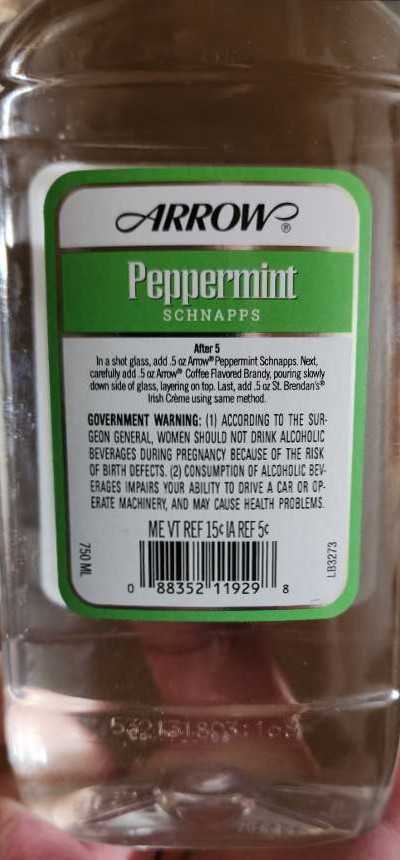 ARROW®
Peppermint
SCHNAPPS
After 5
In a shot glass, add .5 oz Arrow® Peppermint Schnapps. Next,
carefully add .5 oz Arrow® Coffee Flavored Brandy, pouring slowly
down side of glass, layering on top. Last, add .5 oz St. Brendan's®
Irish Crème using same method.
GOVERNMENT WARNING: (1) ACCORDING TO THE SUR-
GEON GENERAL, WOMEN SHOULD NOT DRINK ALCOHOLIC
BEVERAGES DURING PREGNANCY BECAUSE OF THE RISK
OF BIRTH DEFECTS. (2) CONSUMPTION OF ALCOHOLIC BEV-
ERAGES IMPAIRS YOUR ABILITY TO DRIVE A CAR OR OP-
ERATE MACHINERY, AND MAY CAUSE HEALTH PROBLEMS.
ME VT REF 15¢ IA REF 5¢
750 ML
0 88352 11929 8
LB3273